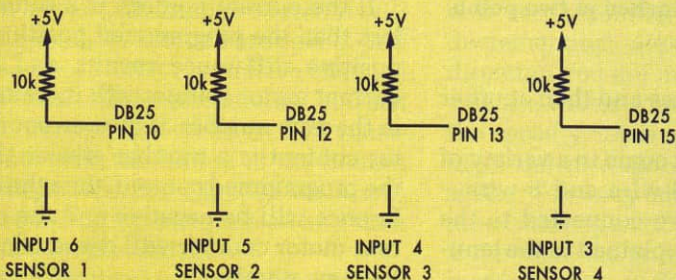 +5V +5V +5V +5V
10k 10k 10k 10k
DB25 DB25 DB25 DB25
PIN 10 PIN 12 PIN 13 PIN 15
INPUT 6 INPUT 5 INPUT 4 INPUT 3
SENSOR 1 SENSOR 2 SENSOR 3 SENSOR 4